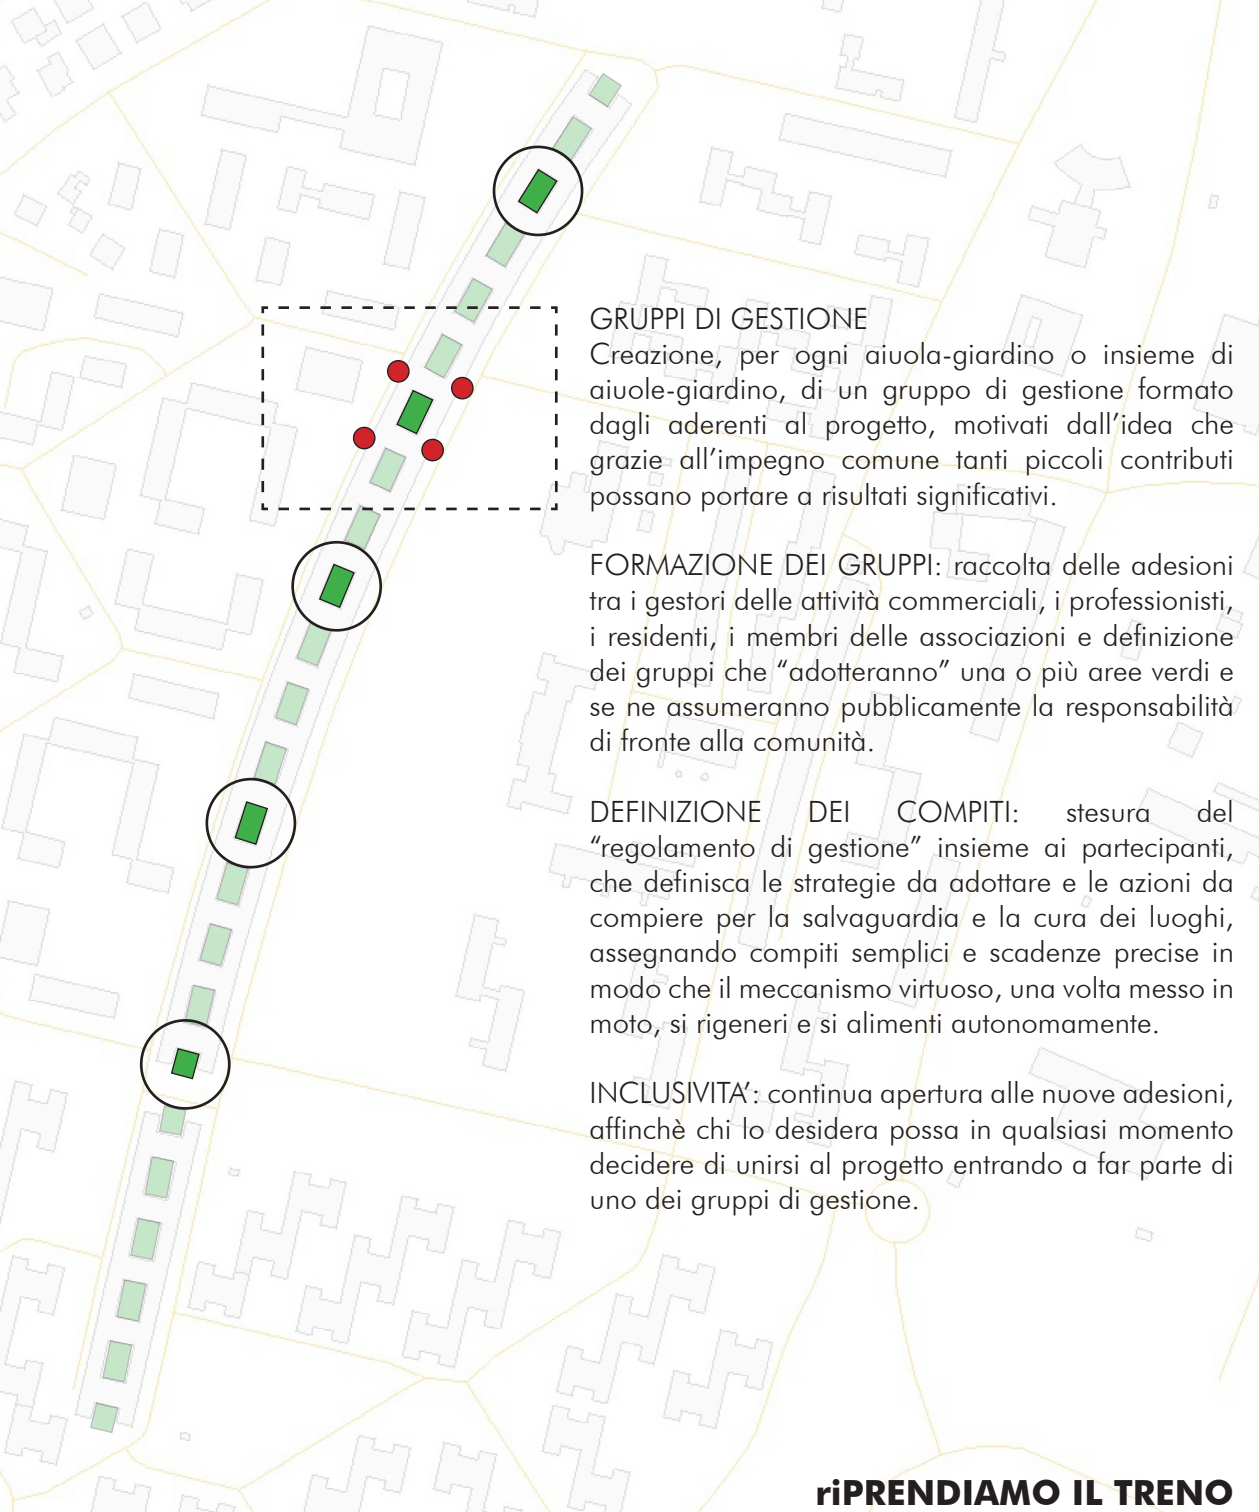 GRUPPI DI GESTIONE
Creazione, per ogni aiuola-giardino o insieme di
aiuole-giardino, di un gruppo di gestione formato
dagli aderenti al progetto, motivati dall’idea che
grazie all’impegno comune tanti piccoli contributi
possano portare a risultati significativi.
FORMAZIONE DEI GRUPPI: raccolta delle adesioni
tra i gestori delle attività commerciali, i professionisti,
i residenti, i membri delle associazioni e definizione
dei gruppi che “adotteranno” una o più aree verdi e
se ne assumeranno pubblicamente la responsabilità
di fronte alla comunità.
DEFINIZIONE DEI COMPITI: stesura del
“regolamento di gestione” insieme ai partecipanti,
che definisca le strategie da adottare e le azioni da
compiere per la salvaguardia e la cura dei luoghi,
assegnando compiti semplici e scadenze precise in
modo che il meccanismo virtuoso, una volta messo in
moto, si rigeneri e si alimenti autonomamente.
INCLUSIVITA’: continua apertura alle nuove adesioni,
affinchè chi lo desidera possa in qualsiasi momento
decidere di unirsi al progetto entrando a far parte di
uno dei gruppi di gestione.
riPRENDIAMO IL TRENO